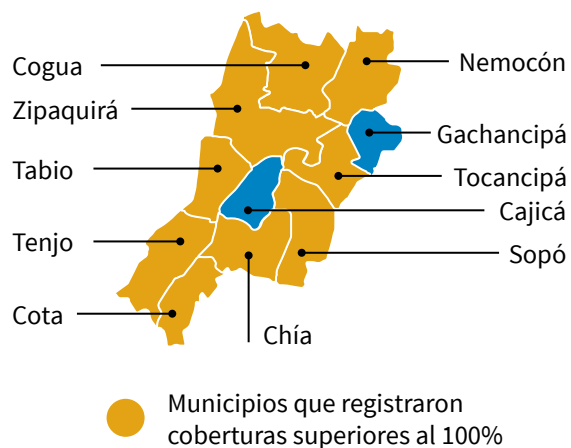 Cogua
Nemocón
Zipaquirá
Gachancipá
Tabio
Tocancipá
Cajicá
Tenjo
Sopó
Cota
Chía
Municipios que registraron
coberturas superiores al 100%